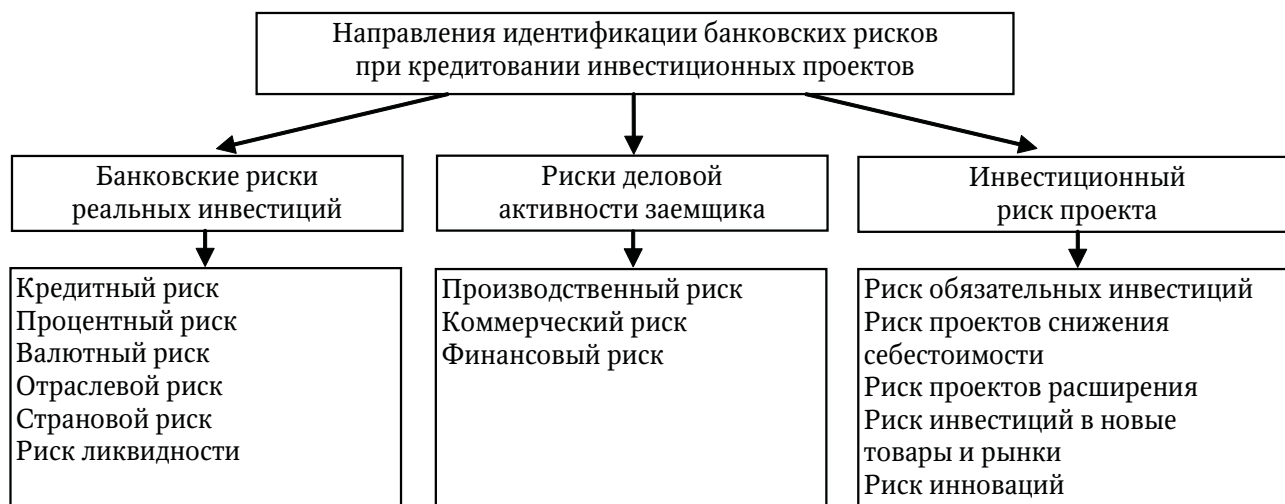 Направления идентификации банковских рисков
при кредитовании инвестиционных проектов
Банковские риски
реальных инвестиций
Риски деловой
активности заемщика
Инвестиционный
риск проекта
Кредитный риск
Процентный риск
Валютный риск
Отраслевой риск
Страновой риск
Риск ликвидности
Производственный риск
Коммерческий риск
Финансовый риск
Риск обязательных инвестиций
Риск проектов снижения
себестоимости
Риск проектов расширения
Риск инвестиций в новые
товары и рынки
Риск инноваций